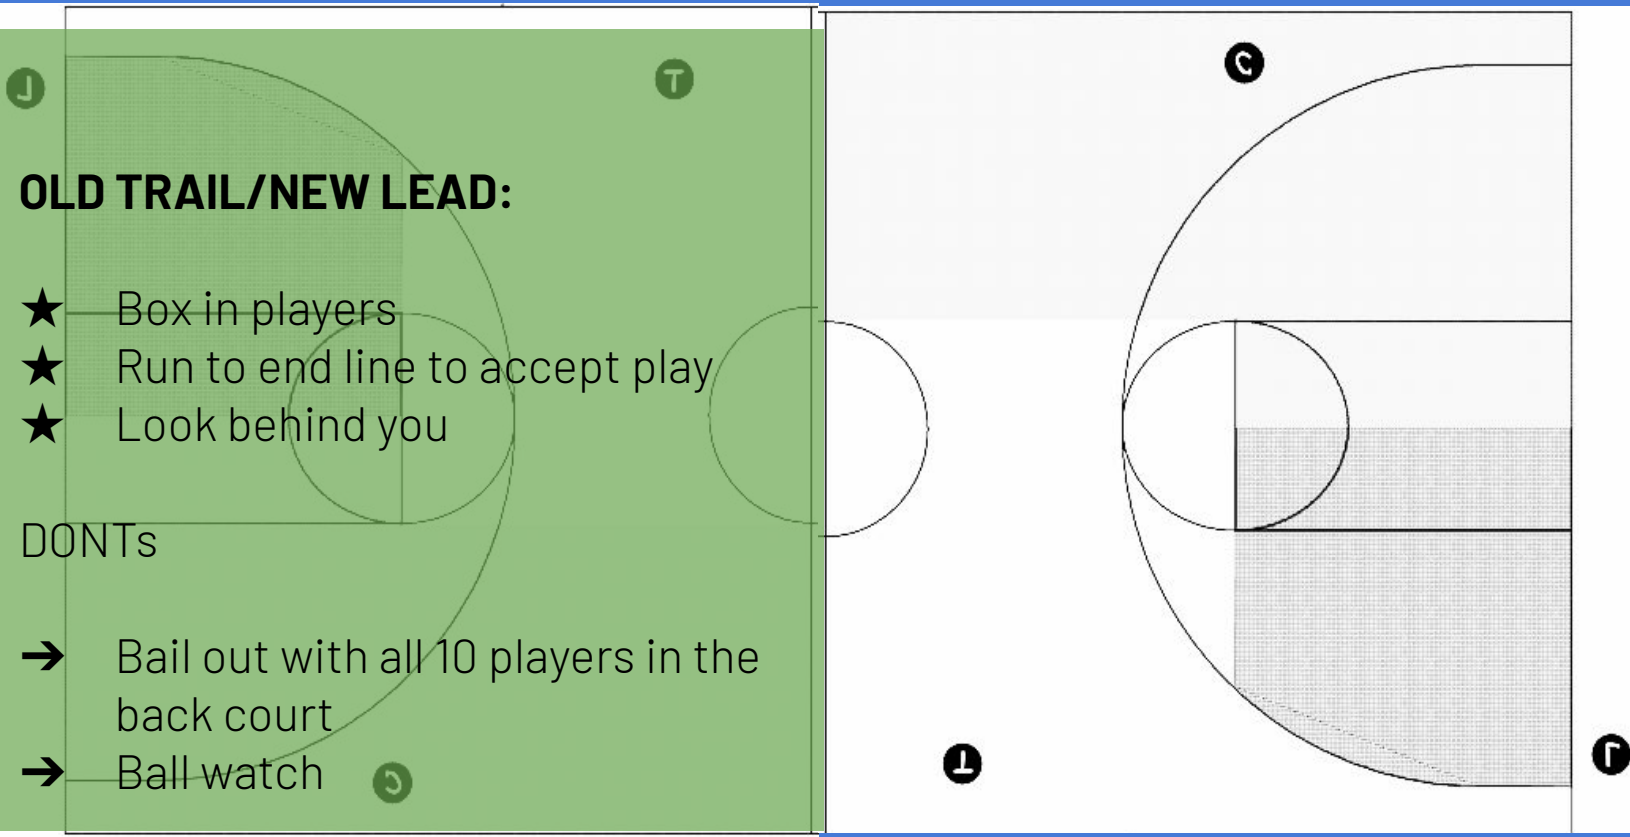 L
T
C
OLD TRAIL/NEW LEAD:
★ Box in players
★ Run to end line to accept play
★ Look behind you
DONTs
➔ Bail out with all 10 players in the
back court
➔ Ball watch
C
T
L